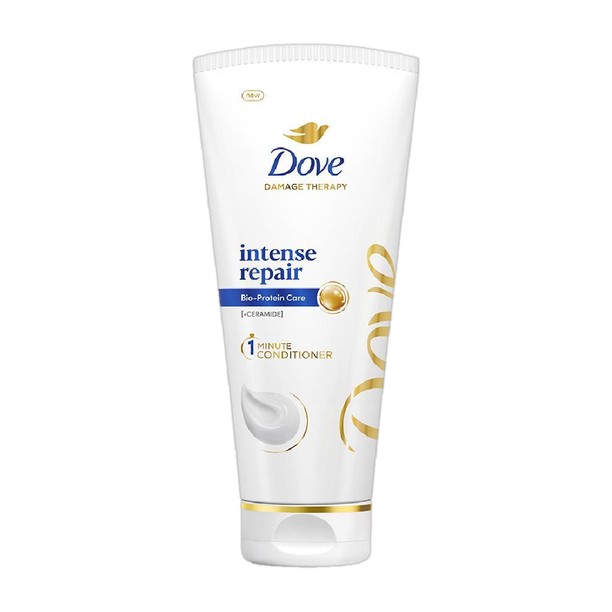 new
Dove
DAMAGE THERAPY
intense
repair
Bio-Protein Care
[+CERAMIDE]
1 MINUTE
CONDITIONER
Dove